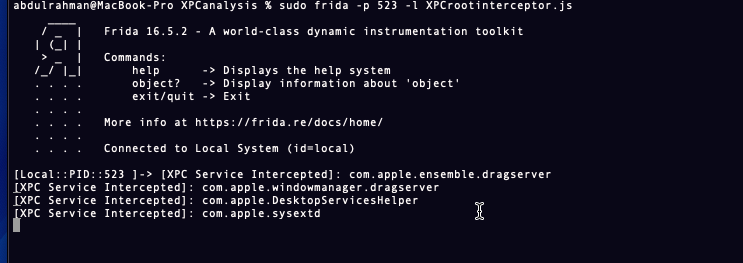 abdulrahman@MacBook-Pro XPCanalysis % sudo frida -p 523 -l XPCrootinterceptor.js
     ____
    / _  |   Frida 16.5.2 - A world-class dynamic instrumentation toolkit
   | (_| |
    > _  |   Commands:
   /_/ |_|       help      -> Displays the help system
   . . . .       object?   -> Display information about 'object'
   . . . .       exit/quit -> Exit
   . . . .
   . . . .   More info at https://frida.re/docs/home/
   . . . .
   . . . .   Connected to Local System (id=local)
[Local::PID::523 ]-> [XPC Service Intercepted]: com.apple.ensemble.dragserver
[XPC Service Intercepted]: com.apple.windowmanager.dragserver
[XPC Service Intercepted]: com.apple.DesktopServicesHelper
[XPC Service Intercepted]: com.apple.sysextd